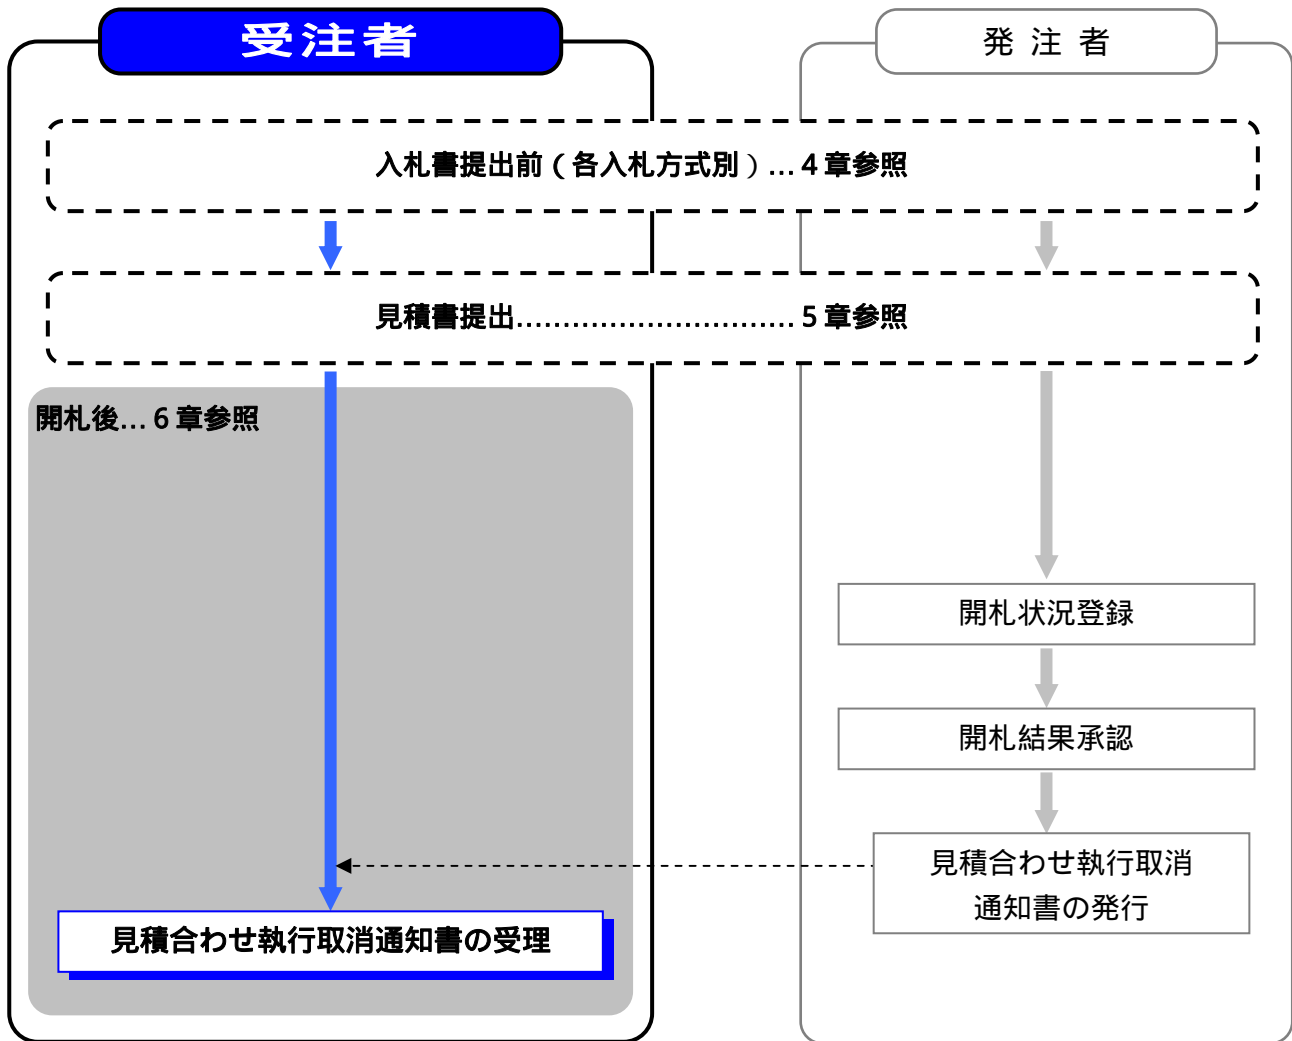 受注者
発 注 者
入札書提出前（各入札方式別）…４章参照
見積書提出…………………………５章参照
開札後…６章参照
開札状況登録
開札結果承認
見積合わせ執行取消
通知書の発行
見積合わせ執行取消通知書の受理